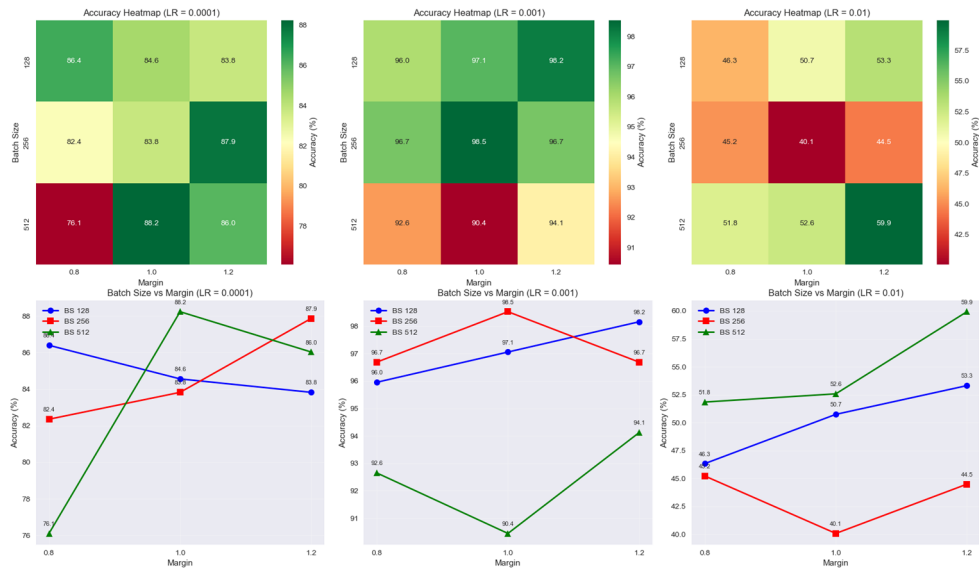 Accuracy Heatmap (LR = 0.0001)
128
256
512
Batch Size
86.4 84.6 83.8
82.4 83.8 87.9
76.1 88.2 86.0
0.8 1.0 1.2
Margin
88
86
84
82
80
78
Accuracy (%)
Accuracy Heatmap (LR = 0.001)
128
256
512
Batch Size
96.0 97.1 98.2
96.7 98.5 96.7
92.6 90.4 94.1
0.8 1.0 1.2
Margin
98
97
96
95
94
93
92
91
Accuracy (%)
Accuracy Heatmap (LR = 0.01)
128
256
512
Batch Size
46.3 50.7 53.3
45.2 40.1 44.5
51.8 52.6 59.9
0.8 1.0 1.2
Margin
57.5
55.0
52.5
50.0
47.5
45.0
42.5
Accuracy (%)
Batch Size vs Margin (LR = 0.0001)
BS 128
BS 256
BS 512
88
86
84
82
80
78
76
Accuracy (%)
84.6
83.8
82.4
87.9
76.1
88.2
86.0
0.8 1.0 1.2
Margin
Batch Size vs Margin (LR = 0.001)
BS 128
BS 256
BS 512
98
97
96
95
94
93
92
91
Accuracy (%)
96.0
97.1
98.2
96.7
98.5
96.7
92.6
90.4
94.1
0.8 1.0 1.2
Margin
Batch Size vs Margin (LR = 0.01)
BS 128
BS 256
BS 512
60.0
57.5
55.0
52.5
50.0
47.5
45.0
42.5
40.0
Accuracy (%)
46.3
50.7
53.3
40.1
44.5
51.8
52.6
59.9
0.8 1.0 1.2
Margin